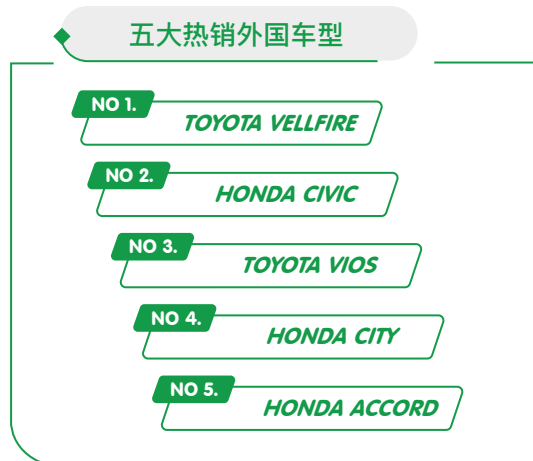 五大热销外国车型
NO 1.
TOYOTA VELLFIRE
NO 2.
HONDA CIVIC
NO 3.
TOYOTA VIOS
NO 4.
HONDA CITY
NO 5.
HONDA ACCORD